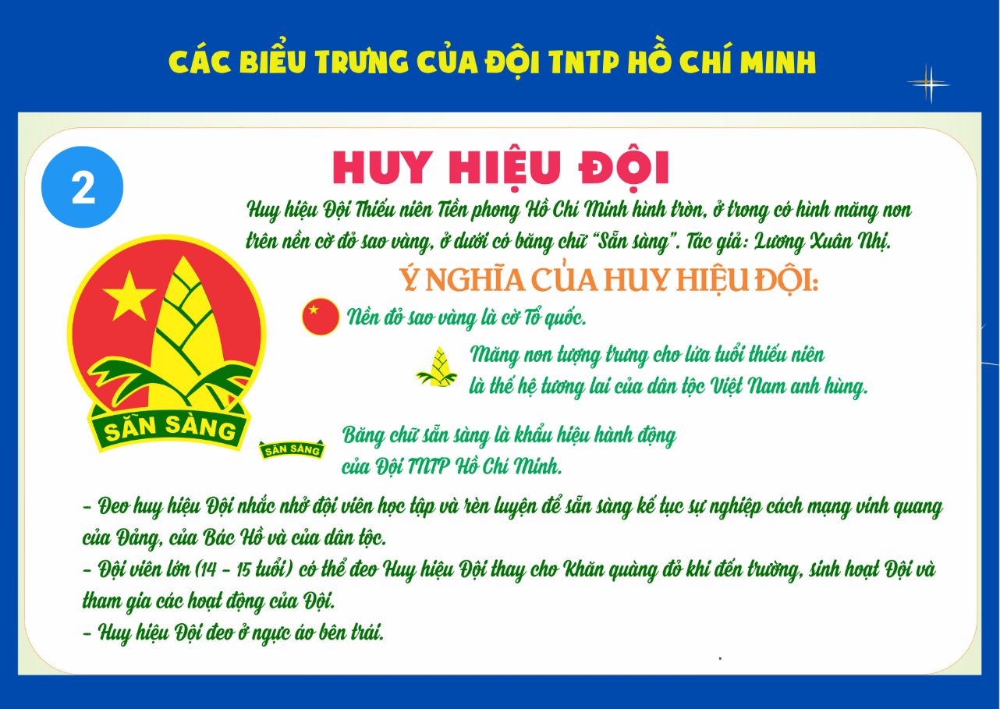 CÁC BIỂU TRƯNG CỦA ĐỘI TNTP HỒ CHÍ MINH
2
HUY HIỆU ĐỘI
Huy hiệu Đội Thiếu niên Tiền phong Hồ Chí Minh hình tròn, ở trong có hình măng non
trên nền cờ đỏ sao vàng, ở dưới có băng chữ “Sẵn sàng”. Tác giả: Lương Xuân Nhị.
Ý NGHĨA CỦA HUY HIỆU ĐỘI:
Nền đỏ sao vàng là cờ Tổ quốc.
Măng non tượng trưng cho lứa tuổi thiếu niên
là thế hệ tương lai của dân tộc Việt Nam anh hùng.
SẴN SÀNG
SẴN SÀNG
Băng chữ sẵn sàng là khẩu hiệu hành động
của Đội TNTP Hồ Chí Minh.
- Đeo huy hiệu Đội nhắc nhở đội viên học tập và rèn luyện để sẵn sàng kế tục sự nghiệp cách mạng vinh quang
của Đảng, của Bác Hồ và của dân tộc.
- Đội viên lớn (14 - 15 tuổi) có thể đeo Huy hiệu Đội thay cho Khăn quàng đỏ khi đến trường, sinh hoạt Đội và
tham gia các hoạt động của Đội.
- Huy hiệu Đội đeo ở ngực áo bên trái.
.